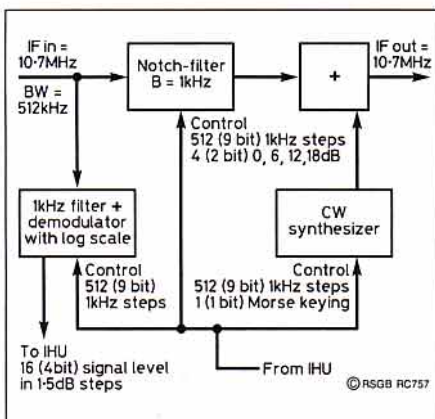 IF in =
10·7MHz
BW =
512kHz
Notch-filter
B = 1kHz
+
IF out =
10·7MHz
Control
512 (9 bit) 1kHz steps
4 (2 bit) 0, 6, 12,18dB
1kHz filter +
demodulator
with log scale
CW
synthesizer
Control
512 (9 bit)
1kHz steps
Control
512 (9 bit) 1kHz steps
1 (1 bit) Morse keying
To IHU
16 (4bit) signal level
in 1·5dB steps
From IHU
©RSGB RC757